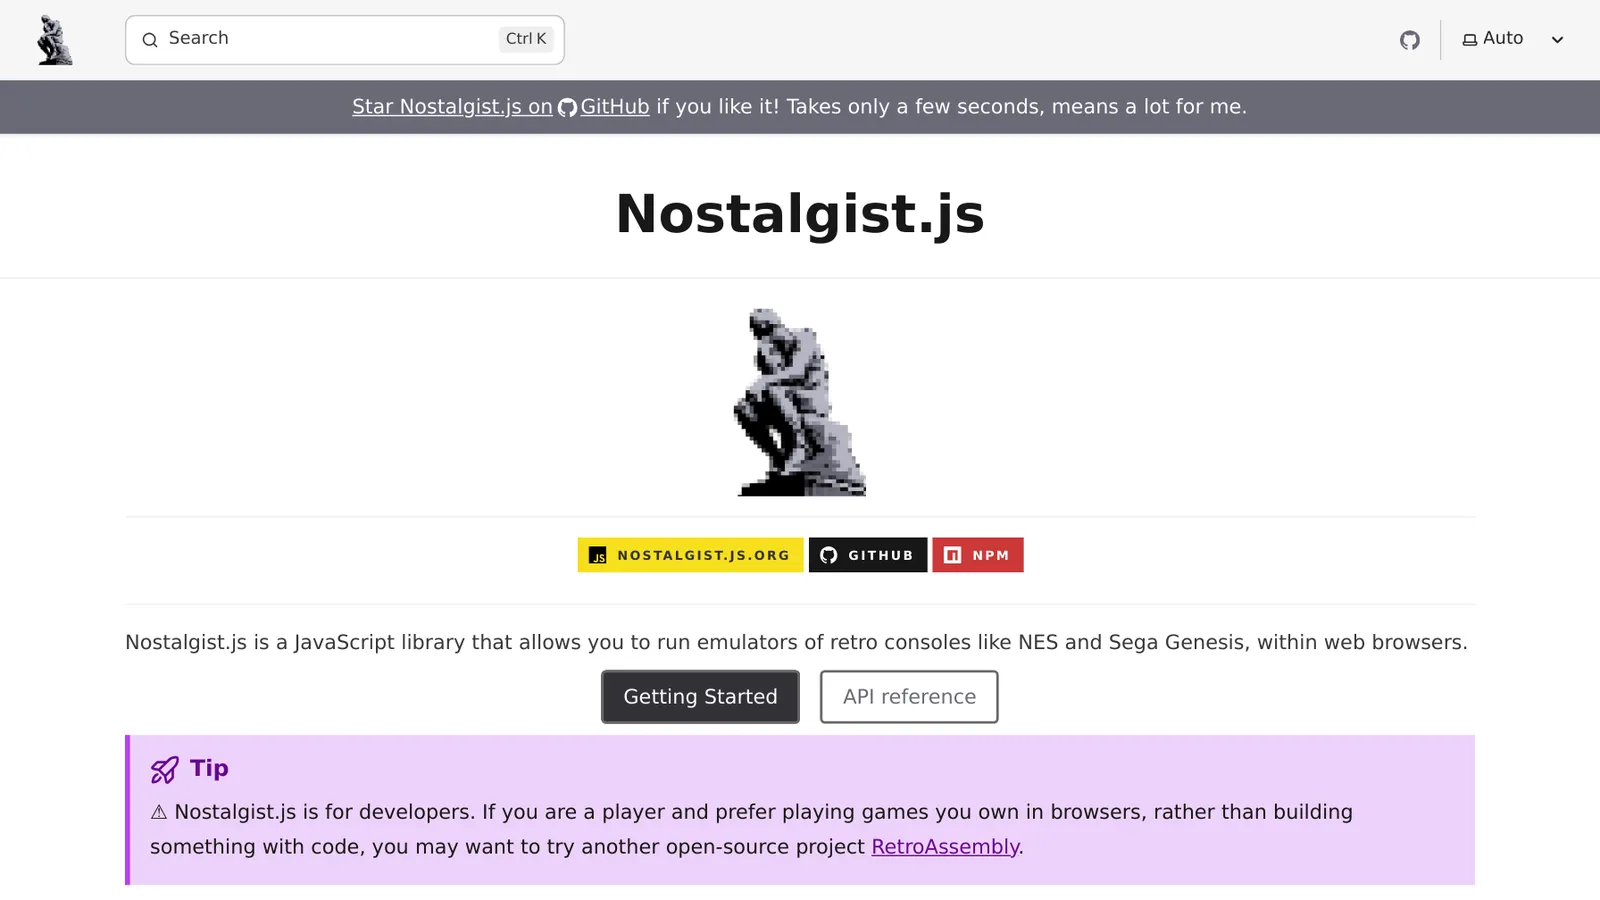 Search
Ctrl K
Auto
Star Nostalgist.js on GitHub if you like it! Takes only a few seconds, means a lot for me.
Nostalgist.js
JS NOSTALGIST.JS.ORG
GITHUB
NPM
Nostalgist.js is a JavaScript library that allows you to run emulators of retro consoles like NES and Sega Genesis, within web browsers.
Getting Started
API reference
Tip
⚠ Nostalgist.js is for developers. If you are a player and prefer playing games you own in browsers, rather than building
something with code, you may want to try another open-source project RetroAssembly.